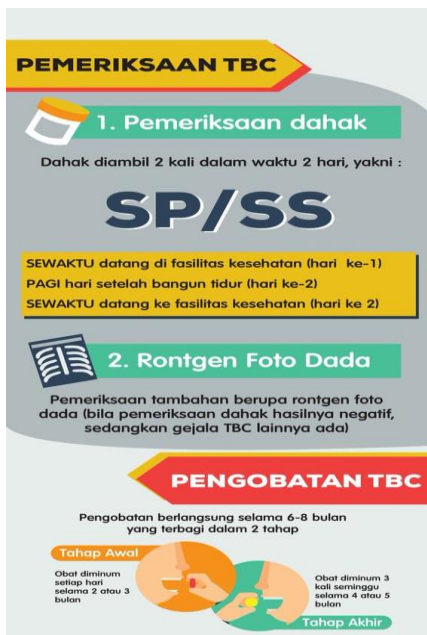 PEMERIKSAAN TBC
1. Pemeriksaan dahak
Dahak diambil 2 kali dalam waktu 2 hari, yakni :
SP/SS
SEWAKTU datang di fasilitas kesehatan (hari ke-1)
PAGI hari setelah bangun tidur (hari ke-2)
SEWAKTU datang ke fasilitas kesehatan (hari ke 2)
2. Rontgen Foto Dada
Pemeriksaan tambahan berupa rontgen foto
dada (bila pemeriksaan dahak hasilnya negatif,
sedangkan gejala TBC lainnya ada)
PENGOBATAN TBC
Pengobatan berlangsung selama 6-8 bulan
yang terbagi dalam 2 tahap
Tahap Awal
Obat diminum
setiap hari
selama 2 atau 3
bulan
Obat diminum 3
kali seminggu
selama 4 atau 5
bulan
Tahap Akhir